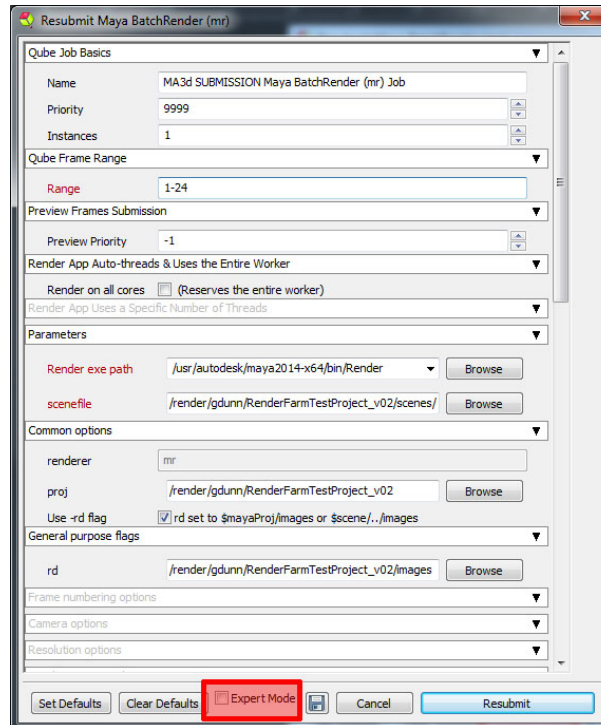 Resubmit Maya BatchRender (mr)
Qube Job Basics
Name MA3d SUBMISSION Maya BatchRender (mr) Job
Priority 9999
Instances 1
Qube Frame Range
Range 1-24
Preview Frames Submission
Preview Priority -1
Render App Auto-threads & Uses the Entire Worker
Render on all cores (Reserves the entire worker)
Render App Uses a Specific Number of Threads
Parameters
Render exe path /usr/autodesk/maya2014-x64/bin/Render Browse
scenefile /render/gdunn/RenderFarmTestProject_v02/scenes/ Browse
Common options
renderer mr
proj /render/gdunn/RenderFarmTestProject_v02 Browse
Use -rd flag rd set to $mayaProj/images or $scene/../images
General purpose flags
rd /render/gdunn/RenderFarmTestProject_v02/images Browse
Frame numbering options
Camera options
Resolution options
Set Defaults Clear Defaults Expert Mode Cancel Resubmit